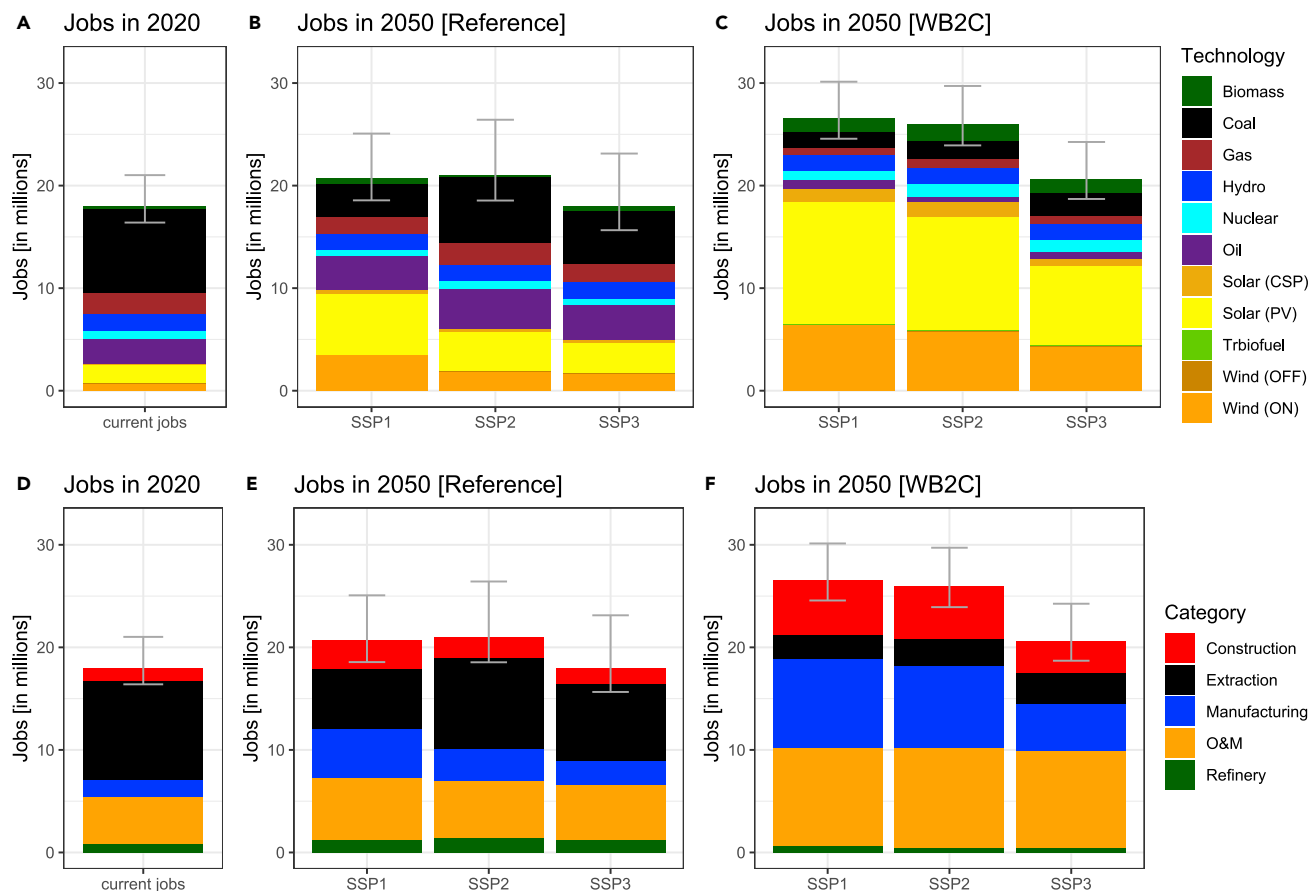 A Jobs in 2020
Jobs [in millions]
30
20
10
0
current jobs
B Jobs in 2050 [Reference]
Jobs [in millions]
30
20
10
0
SSP1 SSP2 SSP3
C Jobs in 2050 [WB2C]
Jobs [in millions]
30
20
10
0
SSP1 SSP2 SSP3
Technology
Biomass
Coal
Gas
Hydro
Nuclear
Oil
Solar (CSP)
Solar (PV)
Trbiofuel
Wind (OFF)
Wind (ON)
D Jobs in 2020
Jobs [in millions]
30
20
10
0
current jobs
E Jobs in 2050 [Reference]
Jobs [in millions]
30
20
10
0
SSP1 SSP2 SSP3
F Jobs in 2050 [WB2C]
Jobs [in millions]
30
20
10
0
SSP1 SSP2 SSP3
Category
Construction
Extraction
Manufacturing
O&M
Refinery